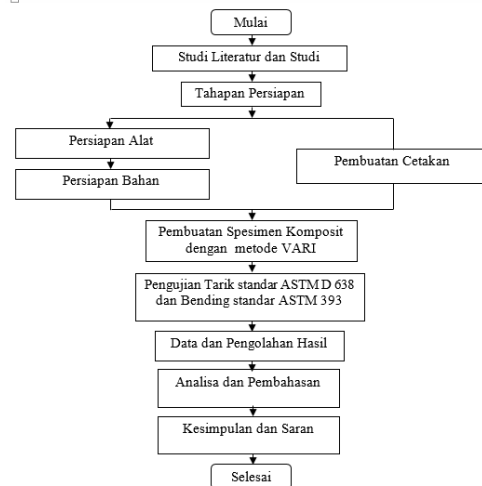 Mulai
Studi Literatur dan Studi
Tahapan Persiapan
Persiapan Alat
Persiapan Bahan
Pembuatan Cetakan
Pembuatan Spesimen Komposit
dengan metode VARI
Pengujian Tarik standar ASTM D 638
dan Bending standar ASTM 393
Data dan Pengolahan Hasil
Analisa dan Pembahasan
Kesimpulan dan Saran
Selesai